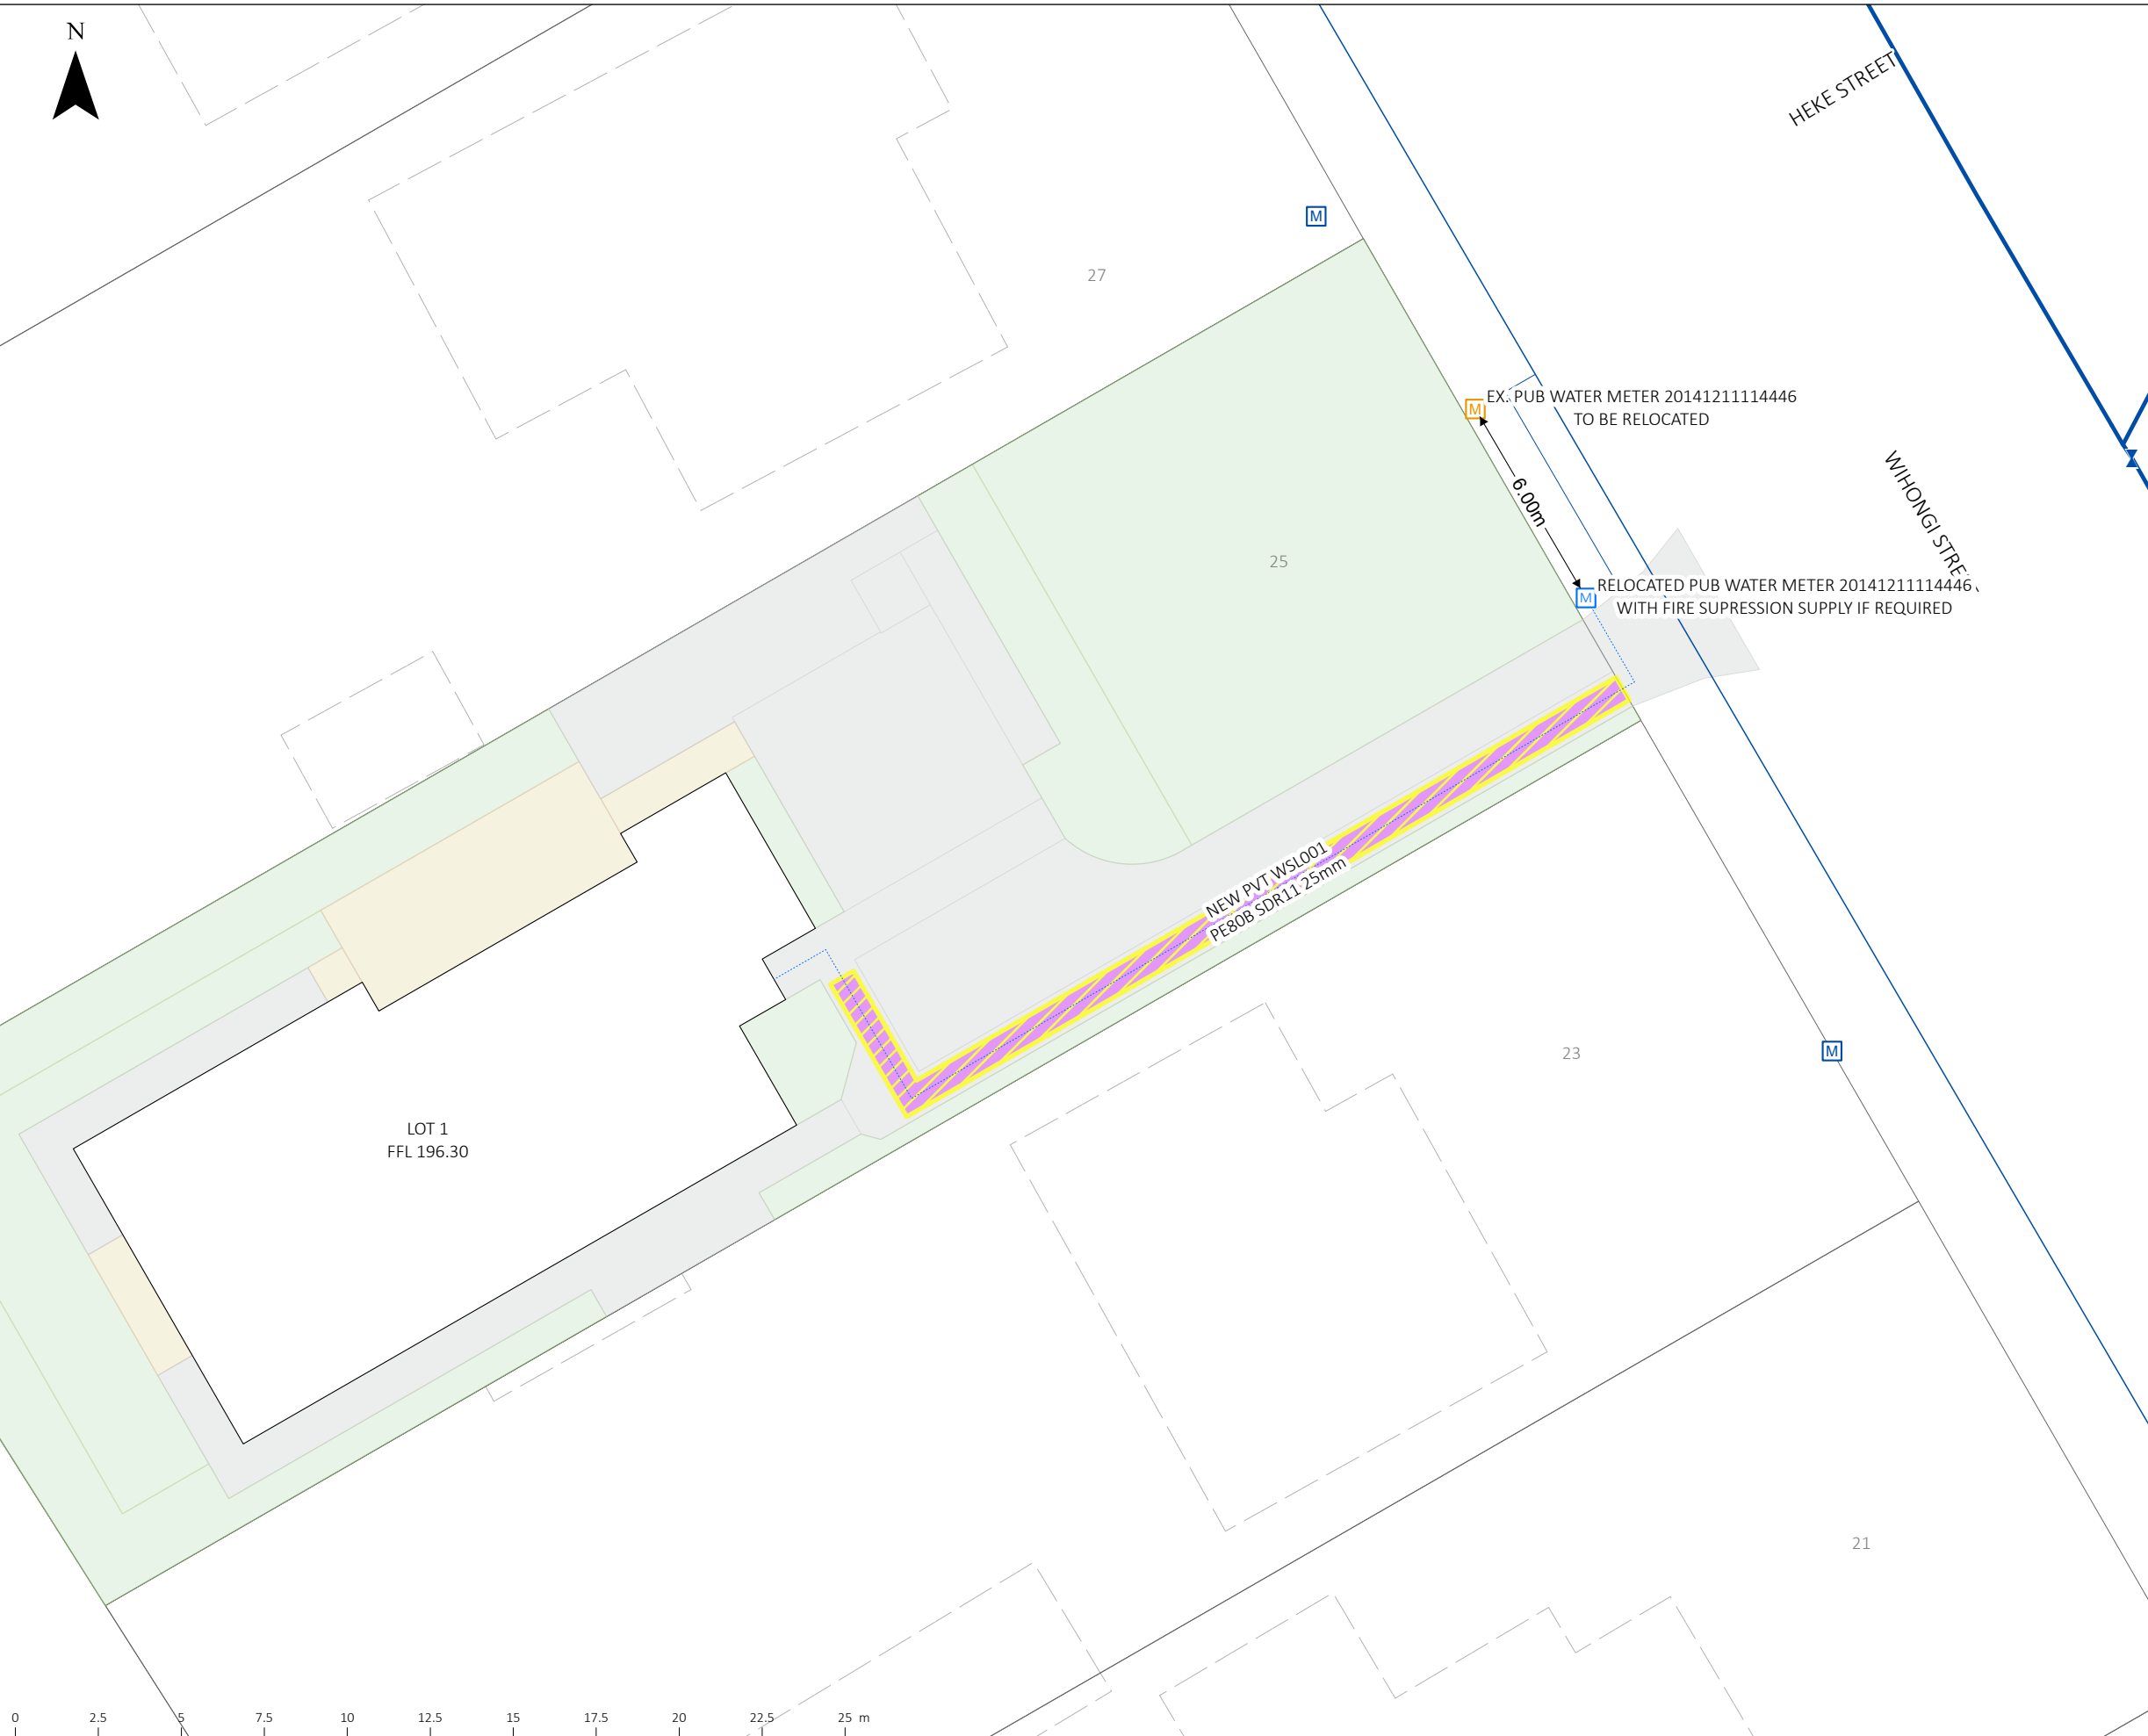 N
HEKE STREET
M
27
M
EX. PUB WATER METER 20141211114446
TO BE RELOCATED
WHONGI STRE
6.00m
25
M
RELOCATED PUB WATER METER 20141211114446
WITH FIRE SUPRESSION SUPPLY IF REQUIRED
NEW PVT WSL001
PE80B SDR11 25mm
23
M
LOT 1
FFL 196.30
21
0 2.5 5 7.5 10 12.5 15 17.5 20 22.5 25 m